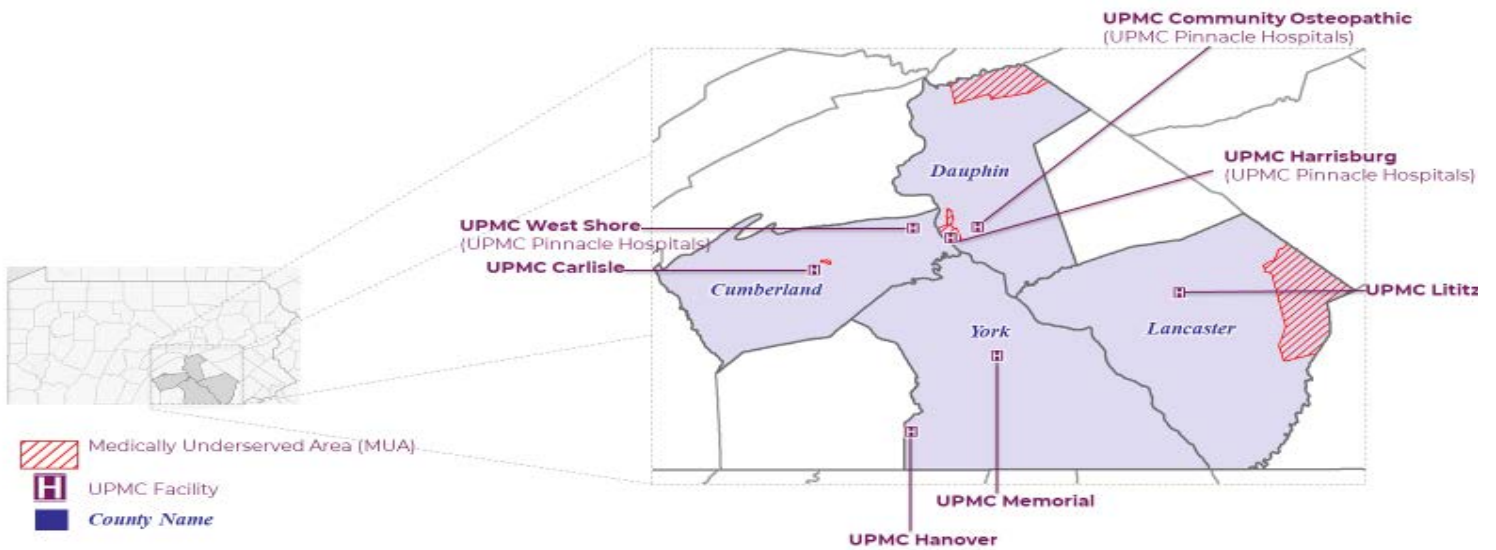 UPMC Community Osteopathic
(UPMC Pinnacle Hospitals)
UPMC Harrisburg
(UPMC Pinnacle Hospitals)
Dauphin
UPMC West Shore
(UPMC Pinnacle Hospitals)
UPMC Carlisle
Cumberland
UPMC Lititz
York
Lancaster
Medically Underserved Area (MUA)
H UPMC Facility
County Name
UPMC Memorial
UPMC Hanover
H
H
H
H
H
H
H